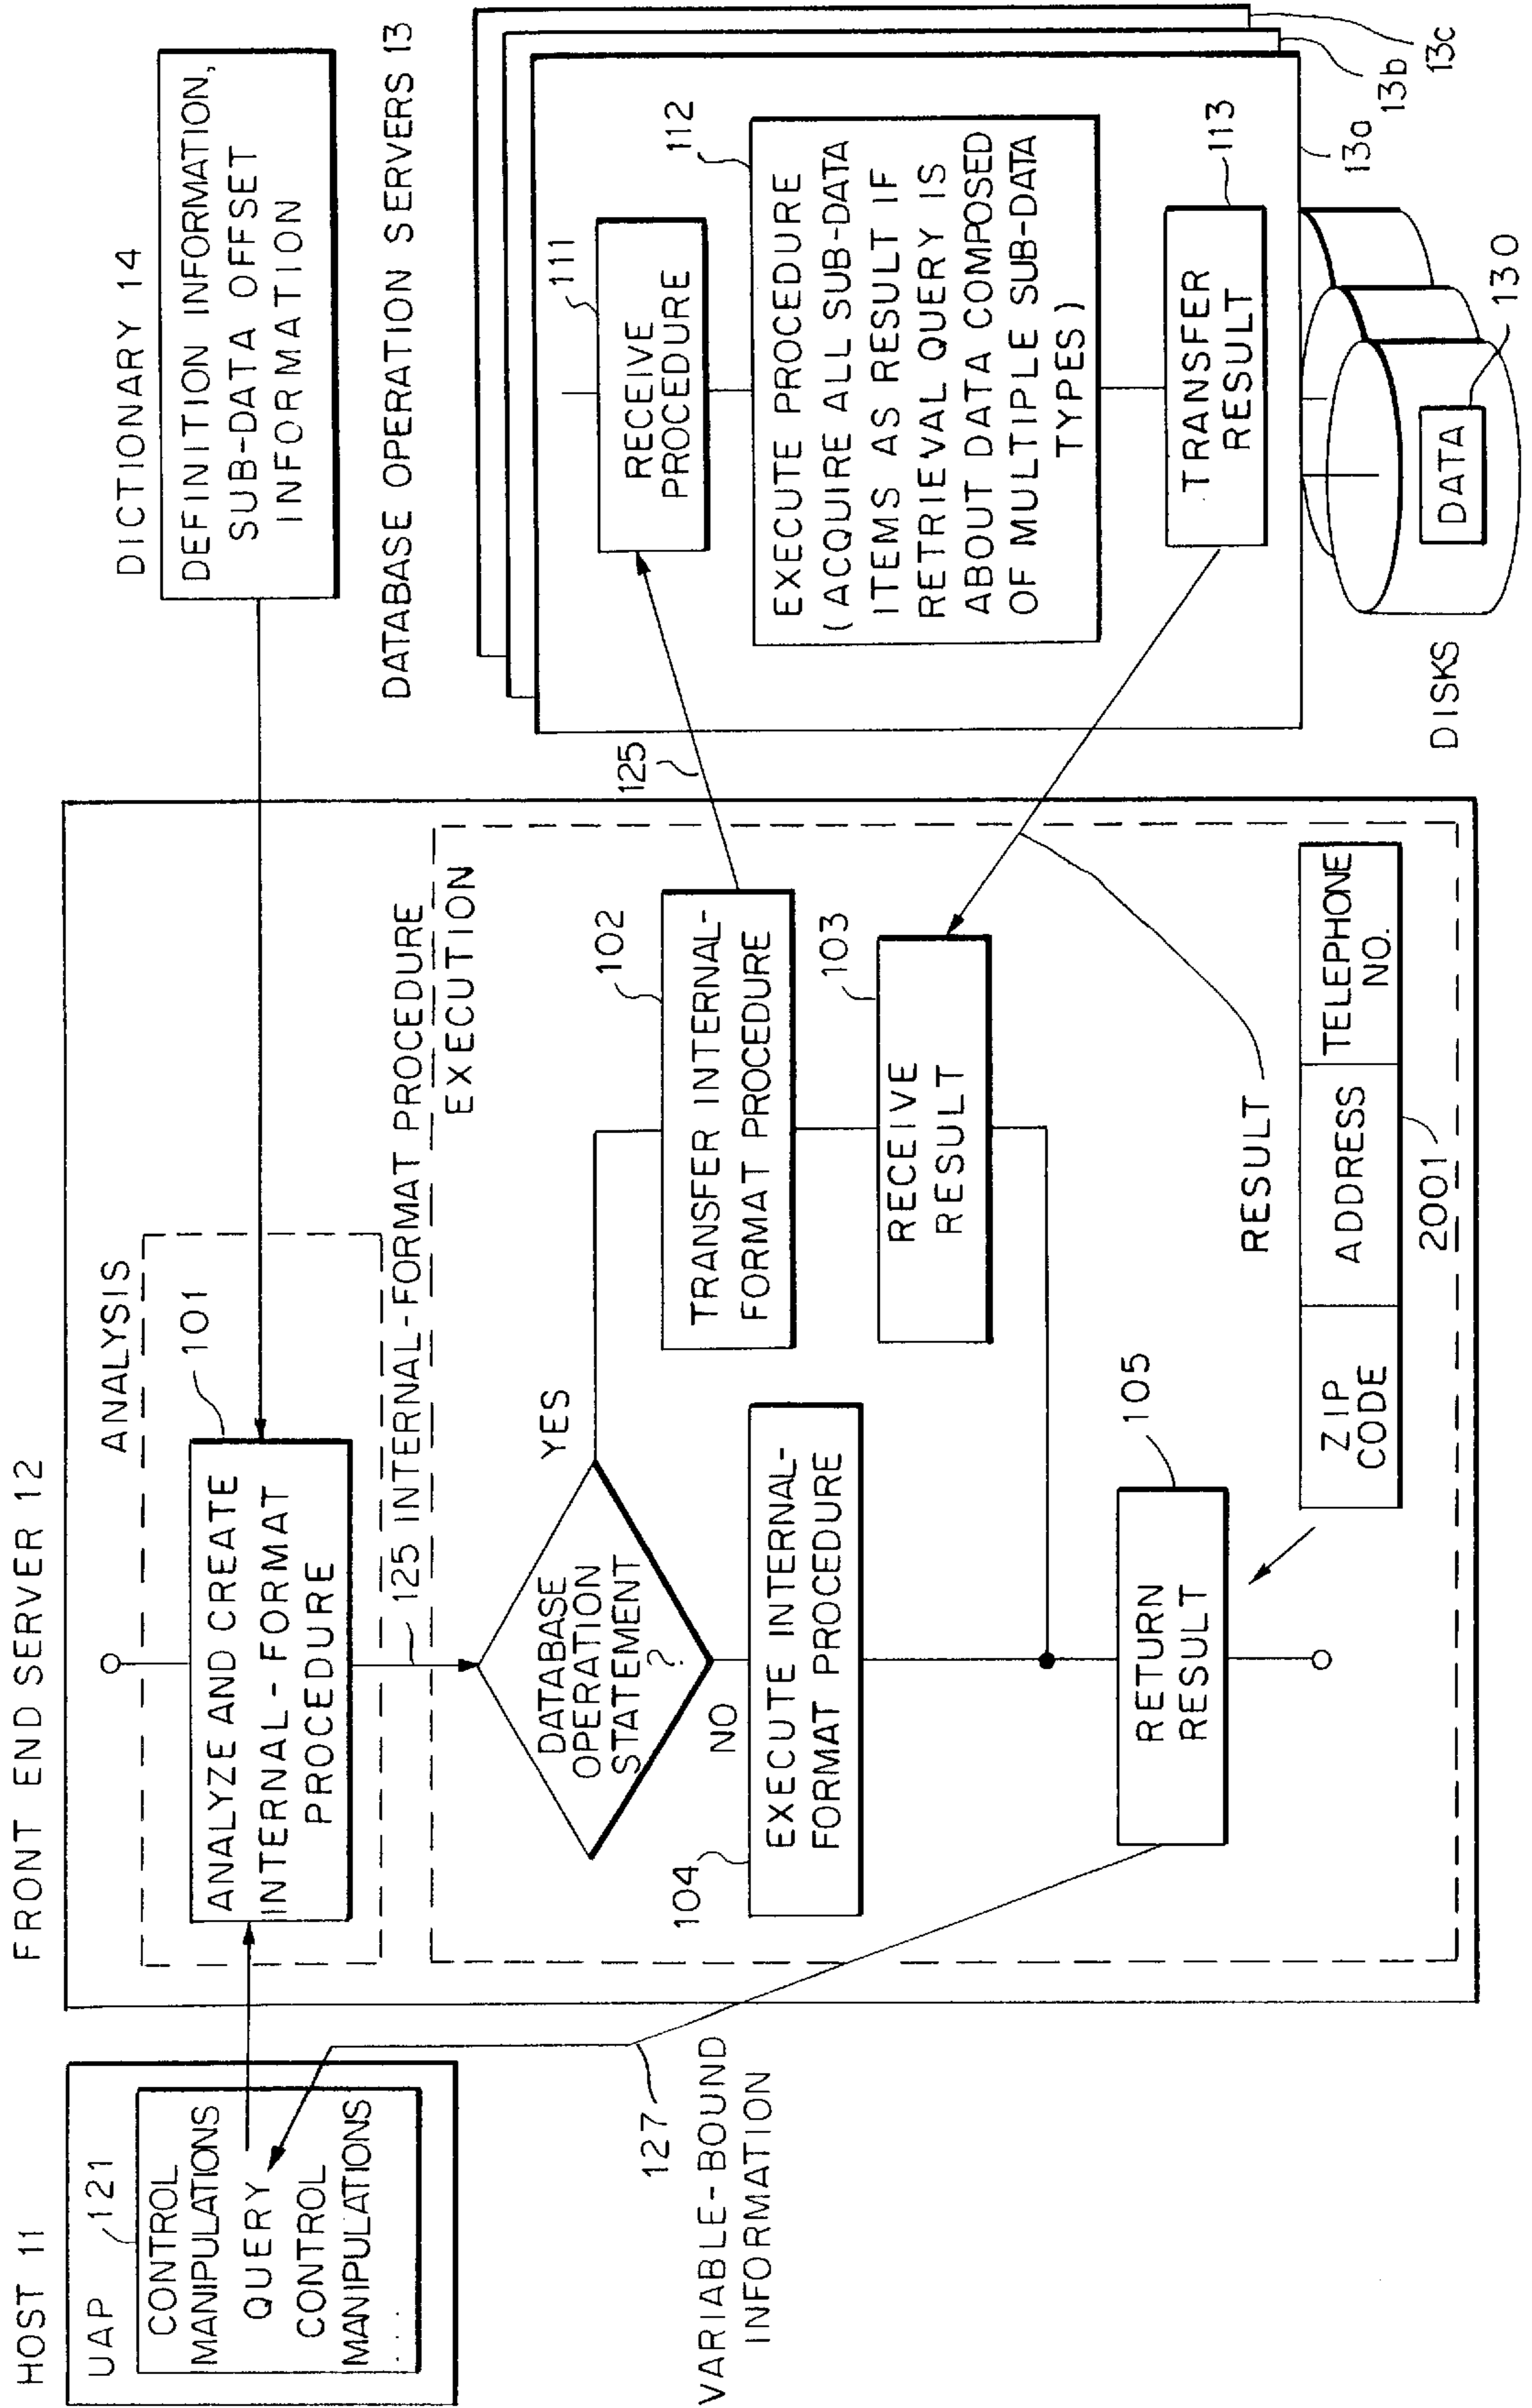 HOST 11
UAP
121
CONTROL
MANIPULATIONS
QUERY
CONTROL
MANIPULATIONS
....
127
VARIABLE-BOUND
INFORMATION
FRONT END SERVER 12
ANALYSIS
101
ANALYZE AND CREATE
INTERNAL-FORMAT
PROCEDURE
125 INTERNAL-FORMAT PROCEDURE
EXECUTION
DATABASE
OPERATION
STATEMENT
?
YES
NO
102
TRANSFER INTERNAL-
FORMAT PROCEDURE
103
RECEIVE
RESULT
104
EXECUTE INTERNAL-
FORMAT PROCEDURE
105
RETURN
RESULT
RESULT
ZIP
CODE
ADDRESS
TELEPHONE
NO.
2001
DICTIONARY 14
DEFINITION INFORMATION,
SUB-DATA OFFSET
INFORMATION
DATABASE OPERATION SERVERS 13
125
111
RECEIVE
PROCEDURE
112
EXECUTE PROCEDURE
(ACQUIRE ALL SUB-DATA
ITEMS AS RESULT IF
RETRIEVAL QUERY IS
ABOUT DATA COMPOSED
OF MULTIPLE SUB-DATA
TYPES)
113
TRANSFER
RESULT
13a
13b
13c
DISKS
DATA
130